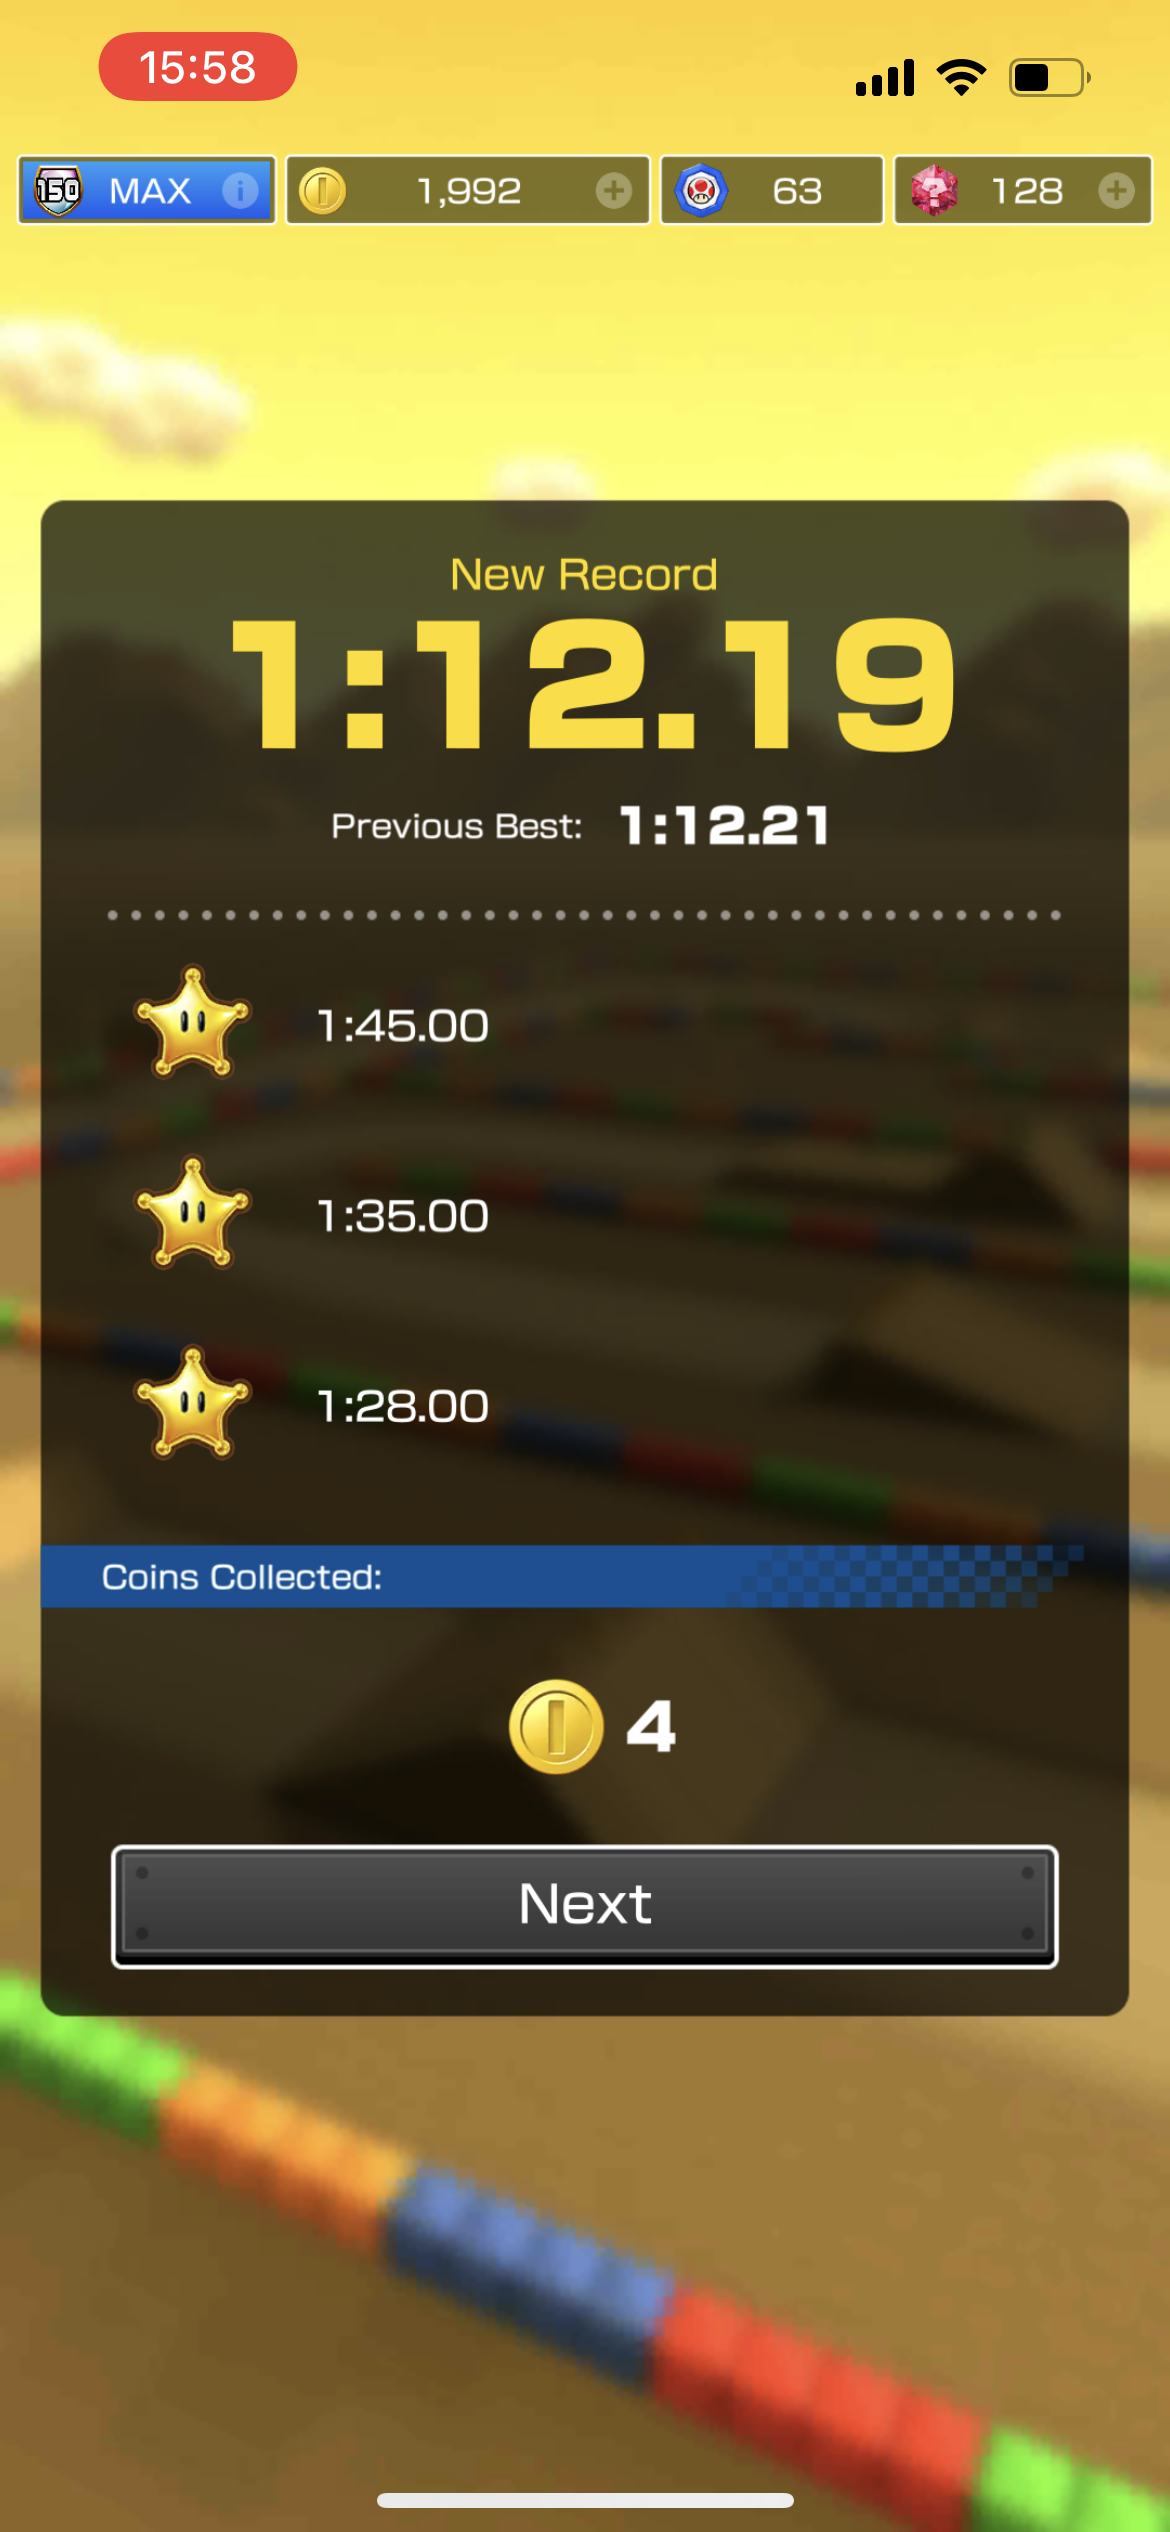 15:58
150 MAX i 1,992 + 63 ? 128 +
New Record
1:12.19
Previous Best: 1:12.21
1:45.00
1:35.00
1:28.00
Coins Collected:
4
Next